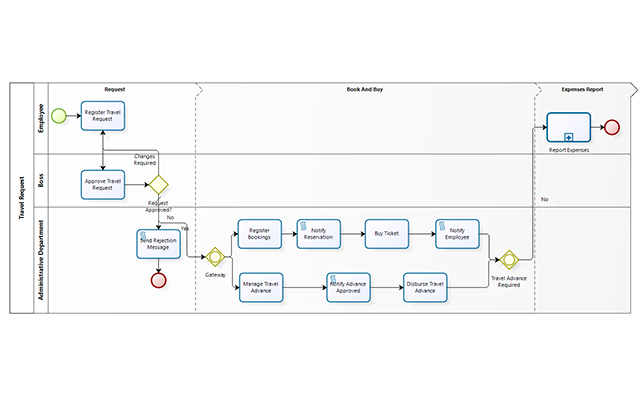 Request
Book And Buy
Expenses Report
Travel Request
Employee
Register Travel
Request
Report Expenses
Changes
Required
Boss
Approve Travel
Request
Request
Approved?
No
No
Yes
Administrative Department
Send Rejection
Message
Gateway
Register
Bookings
Notify
Reservation
Buy Ticket
Notify
Employee
Manage Travel
Advance
Notify Advance
Approved
Disburse Travel
Advance
Travel Advance
Required